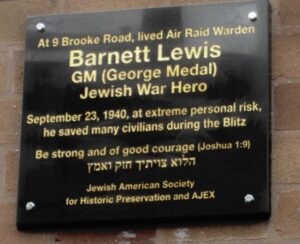 At 9 Brooke Road, lived Air Raid Warden
Barnett Lewis
GM (George Medal)
Jewish War Hero
September 23, 1940, at extreme personal risk,
he saved many civilians during the Blitz
Be strong and of good courage (Joshua 1:9)
הלוא צויתיך חזק ואמץ
Jewish American Society
for Historic Preservation and AJEX